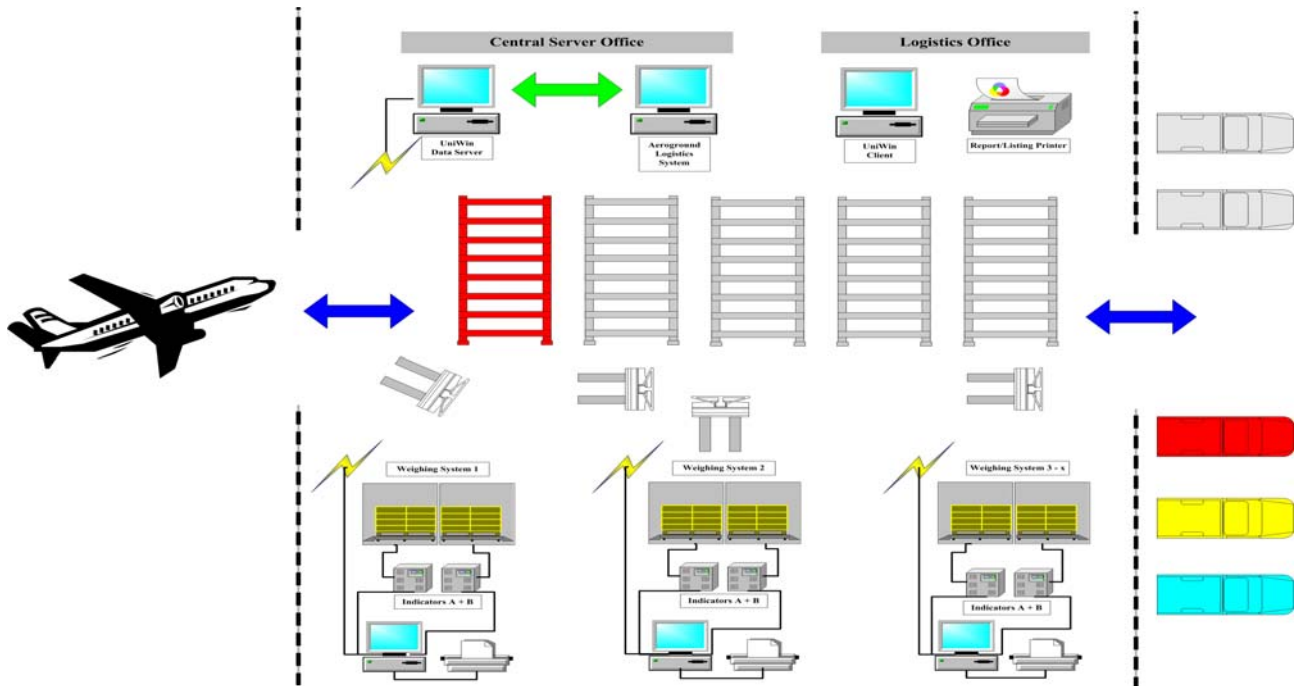 Central Server Office
Logistics Office
UniWin
Data Server
Aeroground
Logistics
System
UniWin
Client
Report/Listing Printer
Weighing System 1
Weighing System 2
Weighing System 3 - x
Indicators A + B
Indicators A + B
Indicators A + B